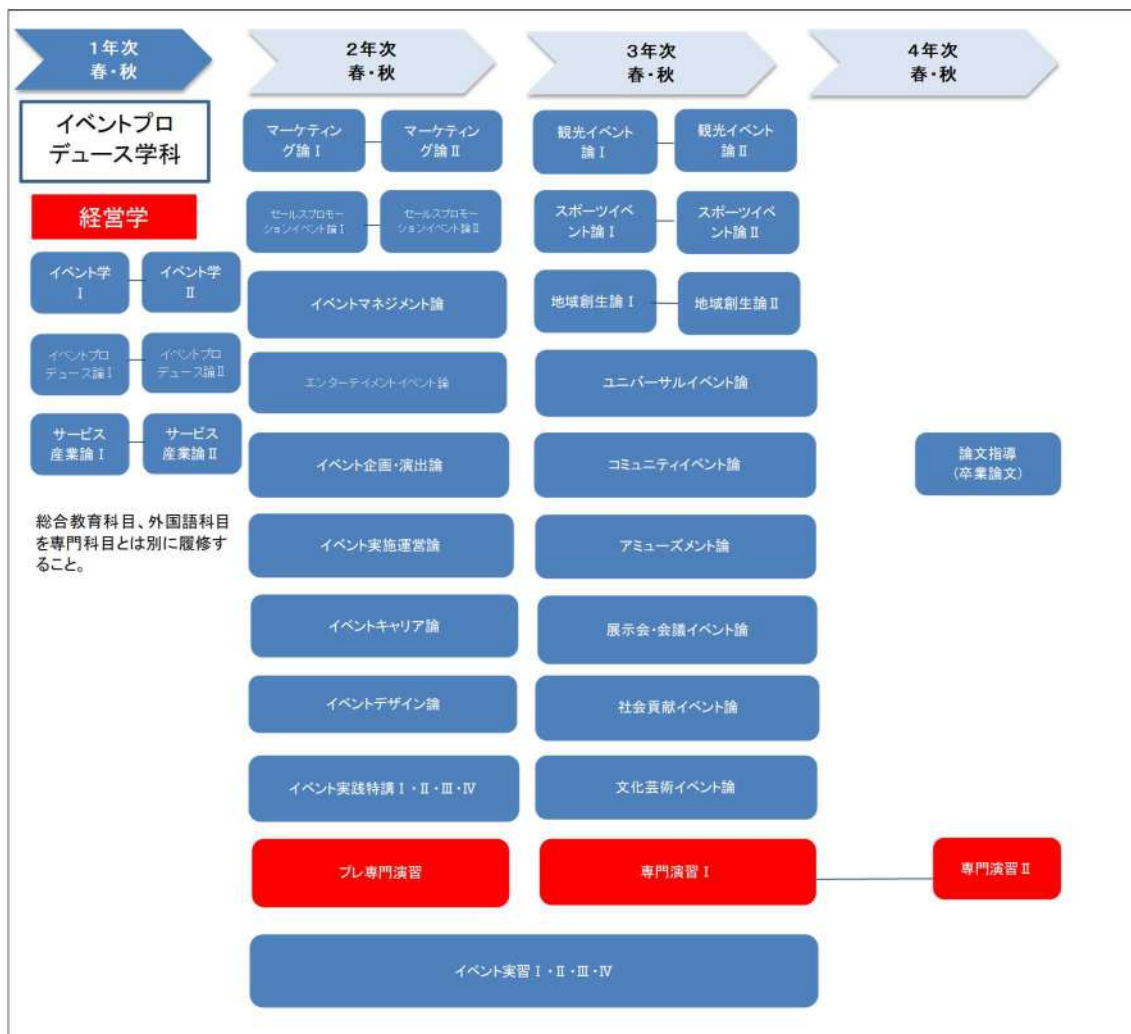 1年次
春・秋
2年次
春・秋
3年次
春・秋
4年次
春・秋
イベントプロ
デュース学科
経営学
イベント学
Ⅰ
イベント学
Ⅱ
イベントプロ
デュース論Ⅰ
イベントプロ
デュース論Ⅱ
サービス
産業論Ⅰ
サービス
産業論Ⅱ
総合教育科目、外国語科目
を専門科目とは別に履修す
ること。
マーケティン
グ論Ⅰ
マーケティン
グ論Ⅱ
セールスプロモー
ションイベント論Ⅰ
セールスプロモー
ションイベント論Ⅱ
イベントマネジメント論
エンターテイメントイベント論
イベント企画・演出論
イベント実施運営論
イベントキャリア論
イベントデザイン論
イベント実践特講Ⅰ・Ⅱ・Ⅲ・Ⅳ
プレ専門演習
観光イベント
論Ⅰ
観光イベント
論Ⅱ
スポーツイベ
ント論Ⅰ
スポーツイベ
ント論Ⅱ
地域創生論Ⅰ
地域創生論Ⅱ
ユニバーサルイベント論
コミュニティイベント論
アミューズメント論
展示会・会議イベント論
社会貢献イベント論
文化芸術イベント論
専門演習Ⅰ
論文指導
(卒業論文)
専門演習Ⅱ
イベント実習Ⅰ・Ⅱ・Ⅲ・Ⅳ